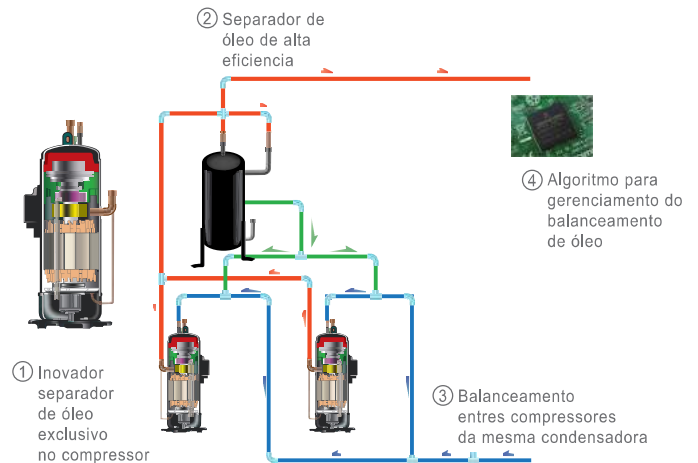 ② Separador de
óleo de alta
eficiencia
④ Algoritmo para
gerenciamento do
balanceamento
de óleo
① Inovador
separador
de óleo
exclusivo
no compressor
③ Balanceamento
entres compressores
da mesma condensadora